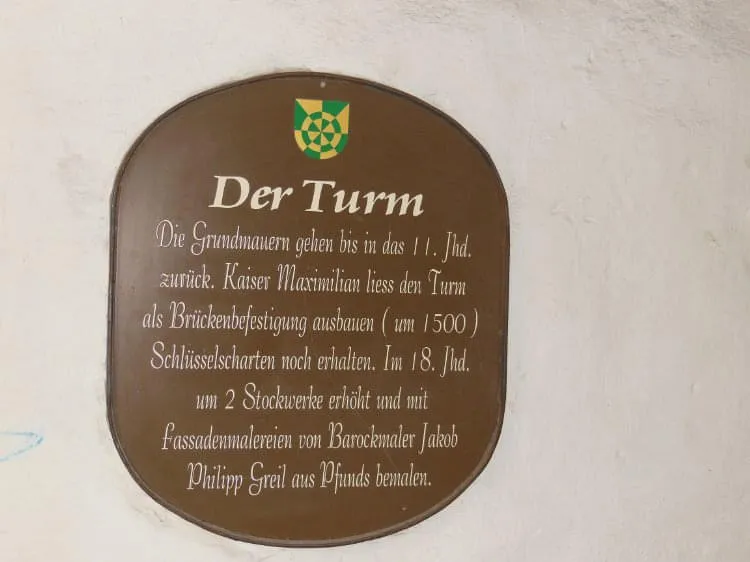 Der Turm
Die Grundmauern gehen bis in das 11. Jhd.
zurück. Kaiser Maximilian liess den Turm
als Brückenbefestigung ausbauen ( um 1500 )
Schlüsselscharten noch erhalten. Im 18. Jhd.
um 2 Stockwerke erhöht und mit
Fassadenmalereien von Barockmaler Jakob
Philipp Greil aus Pfunds bemalen.